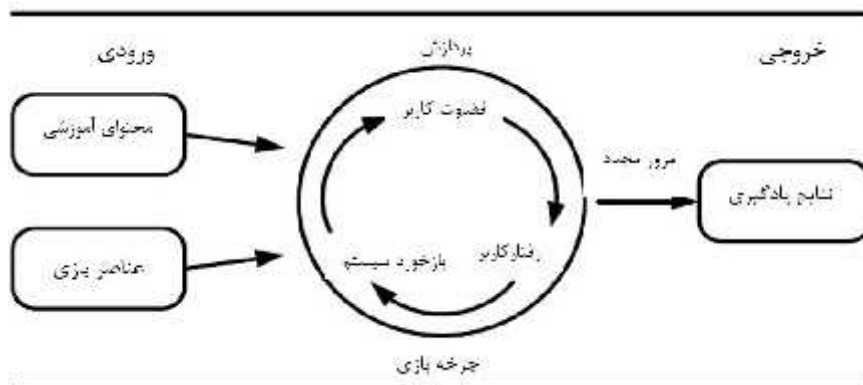 ورودی
پردازش
خروجی
محتوای آموزشی
قضاوت کاربر
مرور مجدد
نتایج یادگیری
رفتار کاربر
بازخورد سیستم
عناصر بازی
چرخه بازی